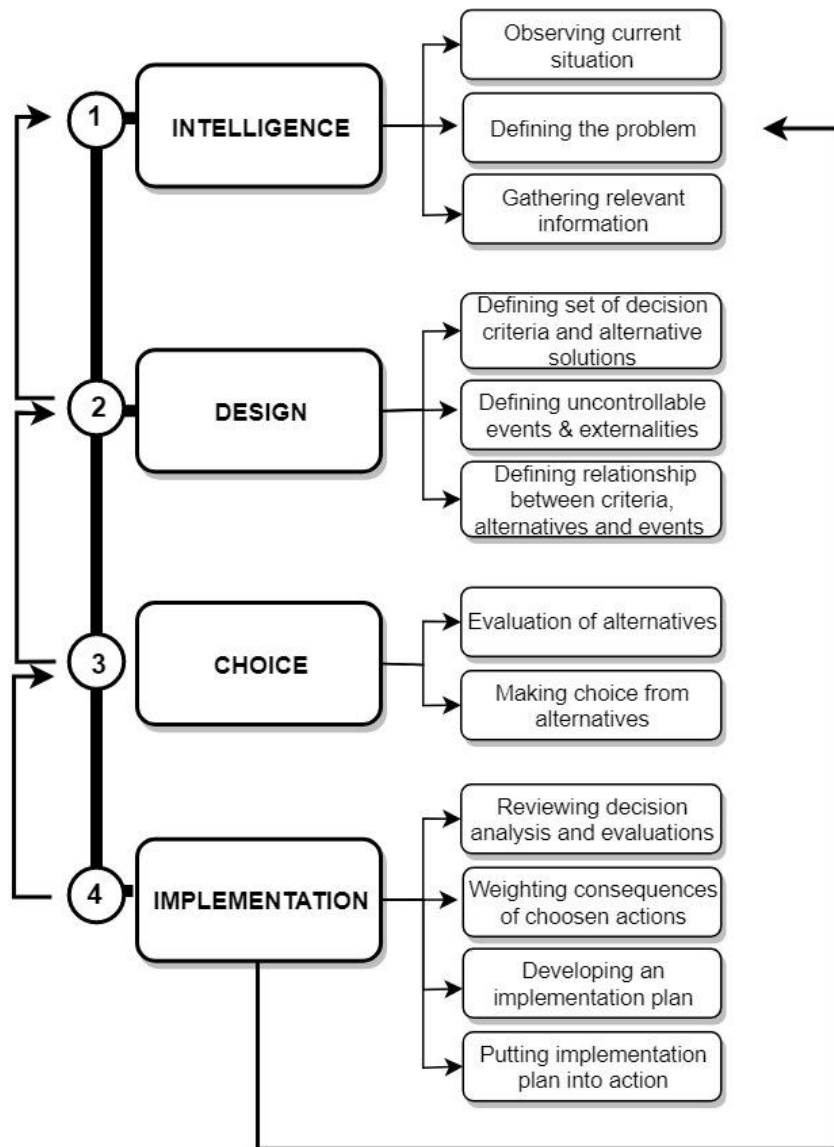 1
INTELLIGENCE
Observing current
situation
Defining the problem
Gathering relevant
information
2
DESIGN
Defining set of decision
criteria and alternative
solutions
Defining uncontrollable
events & externalities
Defining relationship
between criteria,
alternatives and events
3
CHOICE
Evaluation of alternatives
Making choice from
alternatives
4
IMPLEMENTATION
Reviewing decision
analysis and evaluations
Weighting consequences
of choosen actions
Developing an
implementation plan
Putting implementation
plan into action